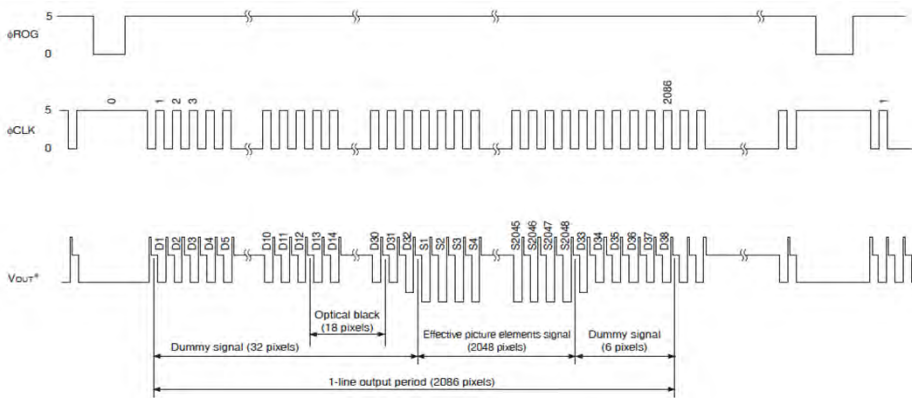 5
φROG
0
0
1
2
3
2086
1
5
φCLK
0
D1
D2
D3
D4
D5
D10
D11
D12
D13
D14
D30
D31
D32
S1
S2
S3
S4
S2045
S2046
S2047
S2048
D33
D34
D35
D36
D37
D38
VOUT*
Optical black
(18 pixels)
Dummy signal (32 pixels)
Effective picture elements signal
(2048 pixels)
Dummy signal
(6 pixels)
1-line output period (2086 pixels)